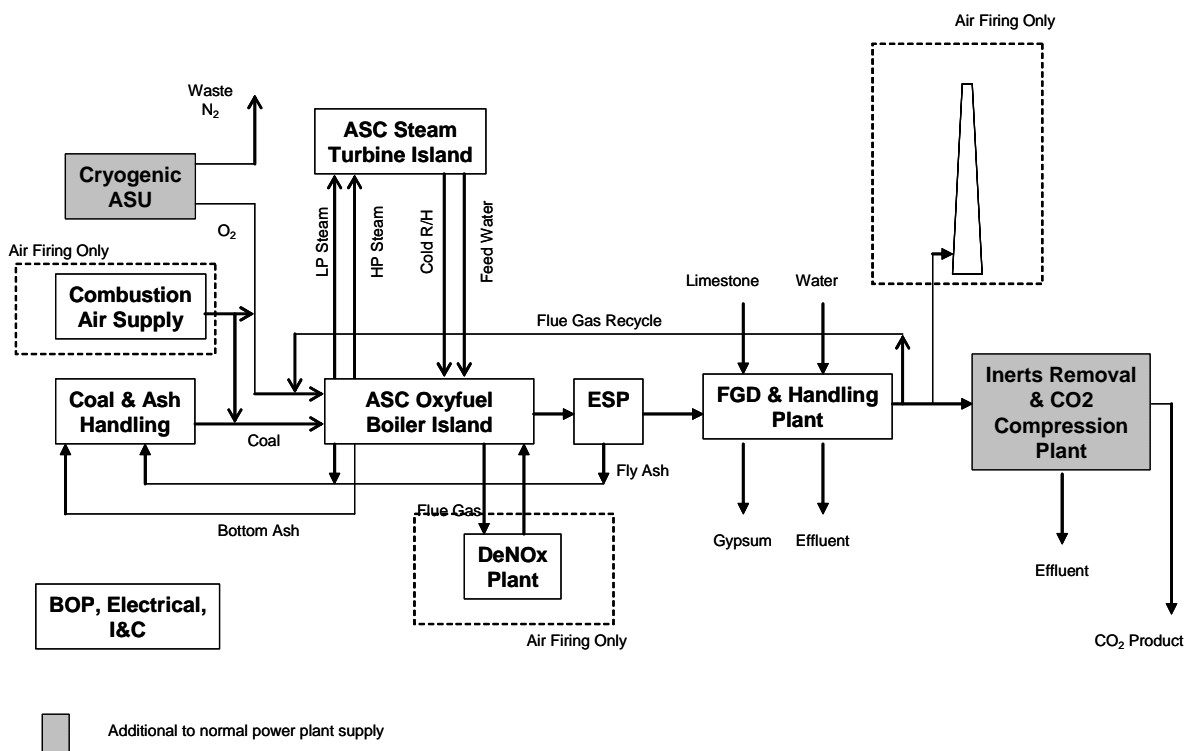 Air Firing Only
Waste
N₂
ASC Steam
Turbine Island
Cryogenic
ASU
O₂
LP Steam
HP Steam
Cold R/H
Feed Water
Air Firing Only
Combustion
Air Supply
Limestone
Water
Flue Gas Recycle
Coal & Ash
Handling
Coal
ASC Oxyfuel
Boiler Island
ESP
FGD & Handling
Plant
Inerts Removal
& CO2
Compression
Plant
Fly Ash
Bottom Ash
Flue Gas
DeNOx
Plant
Air Firing Only
Gypsum
Effluent
Effluent
CO₂ Product
BOP, Electrical,
I&C
Additional to normal power plant supply